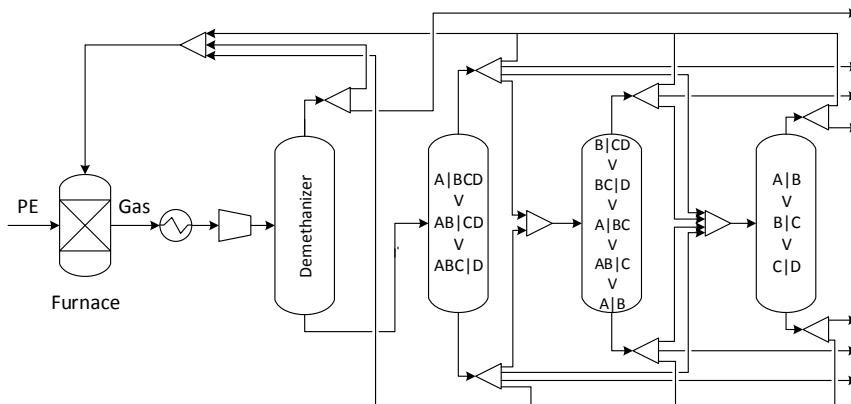 PE
Gas
Furnace
Demethanizer
A|BCD
V
AB|CD
V
ABC|D
B|CD
V
BC|D
V
A|BC
V
AB|C
V
A|B
A|B
V
B|C
V
C|D